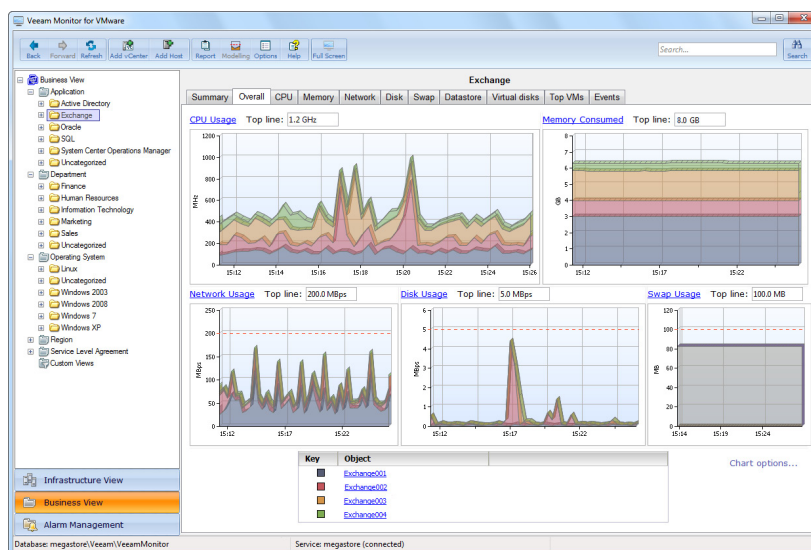 Veeam Monitor for VMware
Back Forward Refresh Add vCenter Add Host Report Modeling Options Help Full Screen Search... Search
Business View
Application
Active Directory
Exchange
Oracle
SQL
System Center Operations Manager
Uncategorized
Department
Finance
Human Resources
Information Technology
Marketing
Sales
Uncategorized
Operating System
Linux
Uncategorized
Windows 2003
Windows 2008
Windows 7
Windows XP
Region
Service Level Agreement
Custom Views
Infrastructure View
Business View
Alarm Management
Exchange
Summary Overall CPU Memory Network Disk Swap Datastore Virtual disks Top VMs Events
CPU Usage Top line: 1.2 GHz
1200
1000
800
600
400
200
0
MHz
15:12 15:14 15:16 15:18 15:20 15:22 15:24 15:26
Memory Consumed Top line: 8.0 GB
8
7
6
5
4
3
2
1
0
GB
15:12 15:17 15:22
Network Usage Top line: 200.0 MBps
250
200
150
100
50
0
MBps
15:12 15:17 15:22
Disk Usage Top line: 5.0 MBps
6
5
4
3
2
1
0
MBps
15:12 15:17 15:22
Swap Usage Top line: 100.0 MB
120
100
80
60
40
20
0
MB
15:14 15:19 15:24
Key Object
Exchange001
Exchange002
Exchange003
Exchange004
Chart options...
Database: megastore\Veeam\VeeamMonitor Service: megastore (connected)